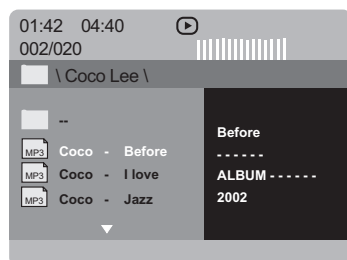 01:42 04:40
002/020
\ Coco Lee \
--
MP3 Coco - Before
MP3 Coco - I love
MP3 Coco - Jazz
Before
- - - - - -
ALBUM - - - - - -
2002